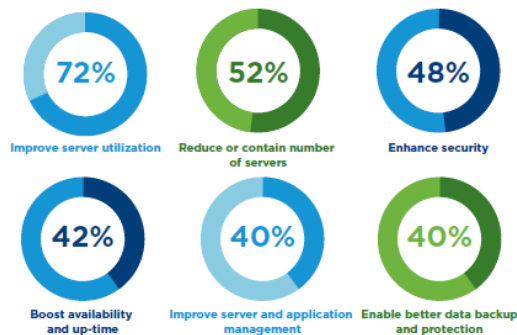 72%
52%
48%
Improve server utilization
Reduce or contain number
of servers
Enhance security
42%
40%
40%
Boost availability
and up-time
Improve server and application
management
Enable better data backup
and protection